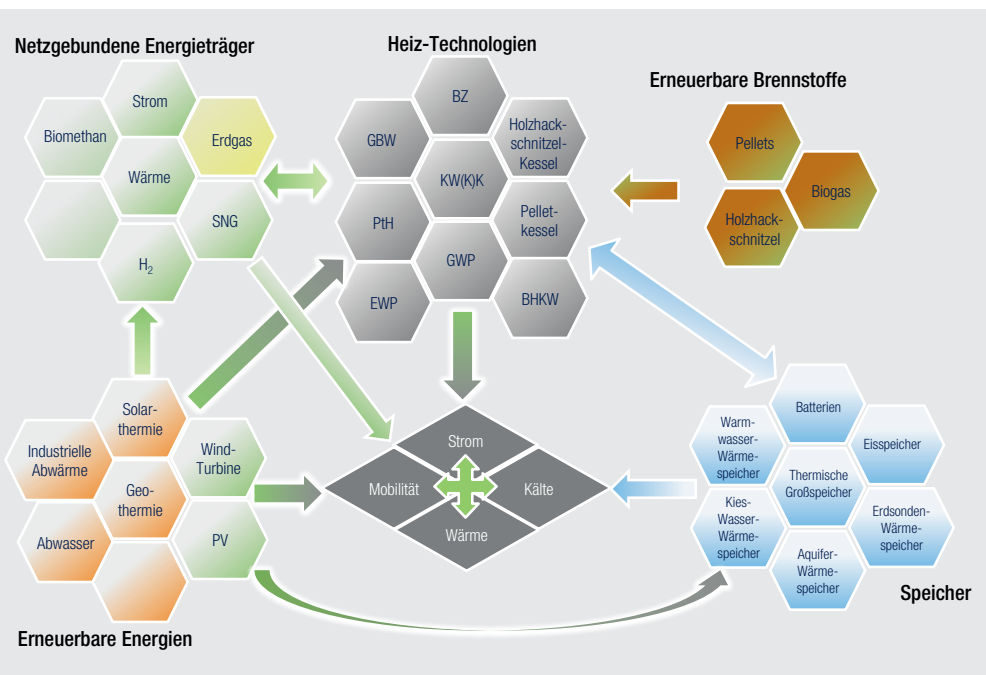 Netzgebundene Energieträger
Strom
Biomethan
Erdgas
Wärme
SNG
H₂
Heiz-Technologien
BZ
GBW
Holzhack-
schnitzel-
Kessel
KW(K)K
PtH
Pellet-
kessel
GWP
EWP
BHKW
Erneuerbare Brennstoffe
Pellets
Biogas
Holzhack-
schnitzel
Solar-
thermie
Industrielle
Abwärme
Wind-
Turbine
Geo-
thermie
Abwasser
PV
Erneuerbare Energien
Strom
Mobilität
Kälte
Wärme
Batterien
Warm-
wasser-
Wärme-
speicher
Eisspeicher
Thermische
Großspeicher
Kies-
Wasser-
Wärme-
speicher
Erdsonden-
Wärme-
speicher
Aquifer-
Wärme-
speicher
Speicher